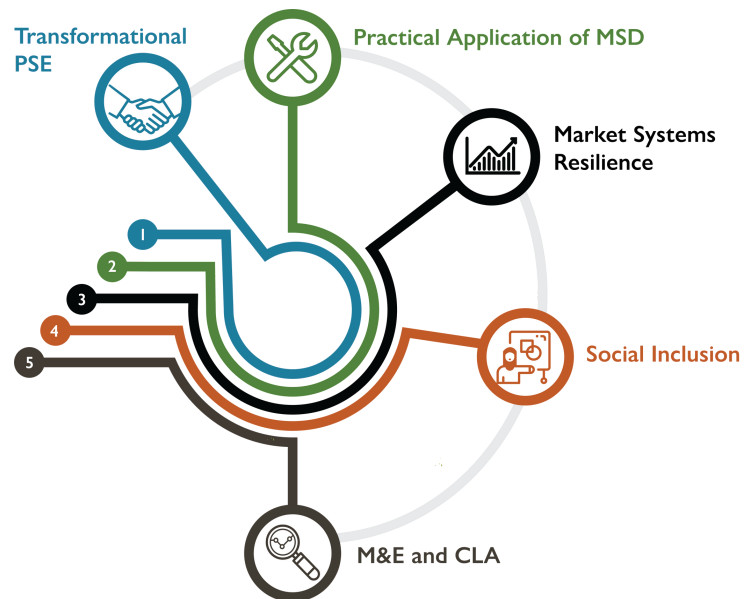 Transformational
PSE
Practical Application of MSD
Market Systems
Resilience
1
2
3
4
5
Social Inclusion
M&E and CLA